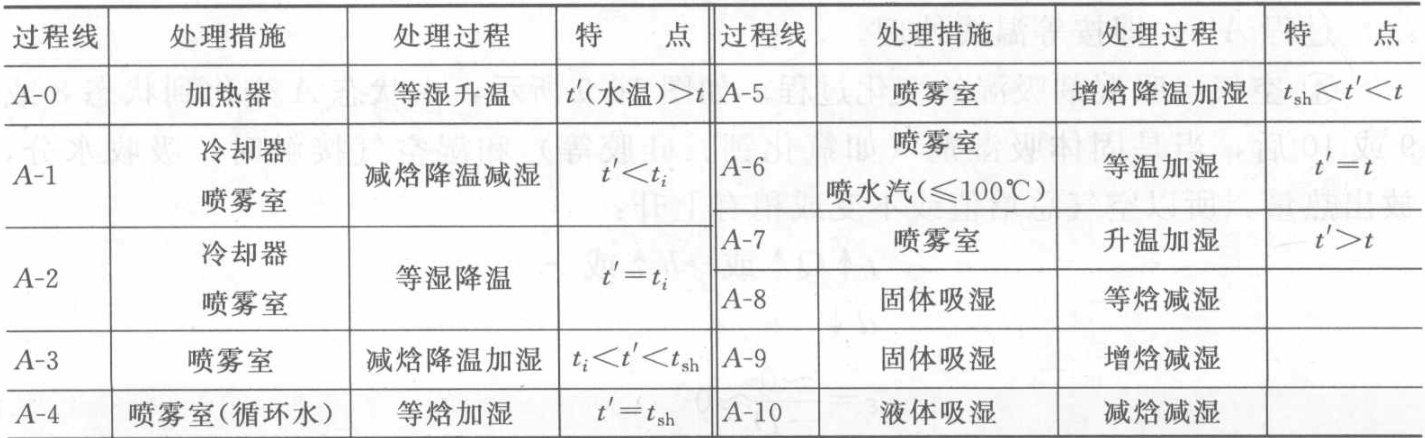 过程线 处理措施 处理过程 特 点 过程线 处理措施 处理过程 特 点
A-0 加热器 等湿升温 t′(水温)>t A-5 喷雾室 增焓降温加湿 t_sh<t′<t
A-1 冷却器 喷雾室 减焓降温减湿 t′<t_i A-6 喷雾室 喷水汽(≤100℃) 等温加湿 t′=t
A-7 喷雾室 升温加湿 t′>t
A-2 冷却器 喷雾室 等湿降温 t′=t_i A-8 固体吸湿 等焓减湿
A-3 喷雾室 减焓降温加湿 t_i<t′<t_sh A-9 固体吸湿 增焓减湿
A-4 喷雾室(循环水) 等焓加湿 t′=t_sh A-10 液体吸湿 减焓减湿